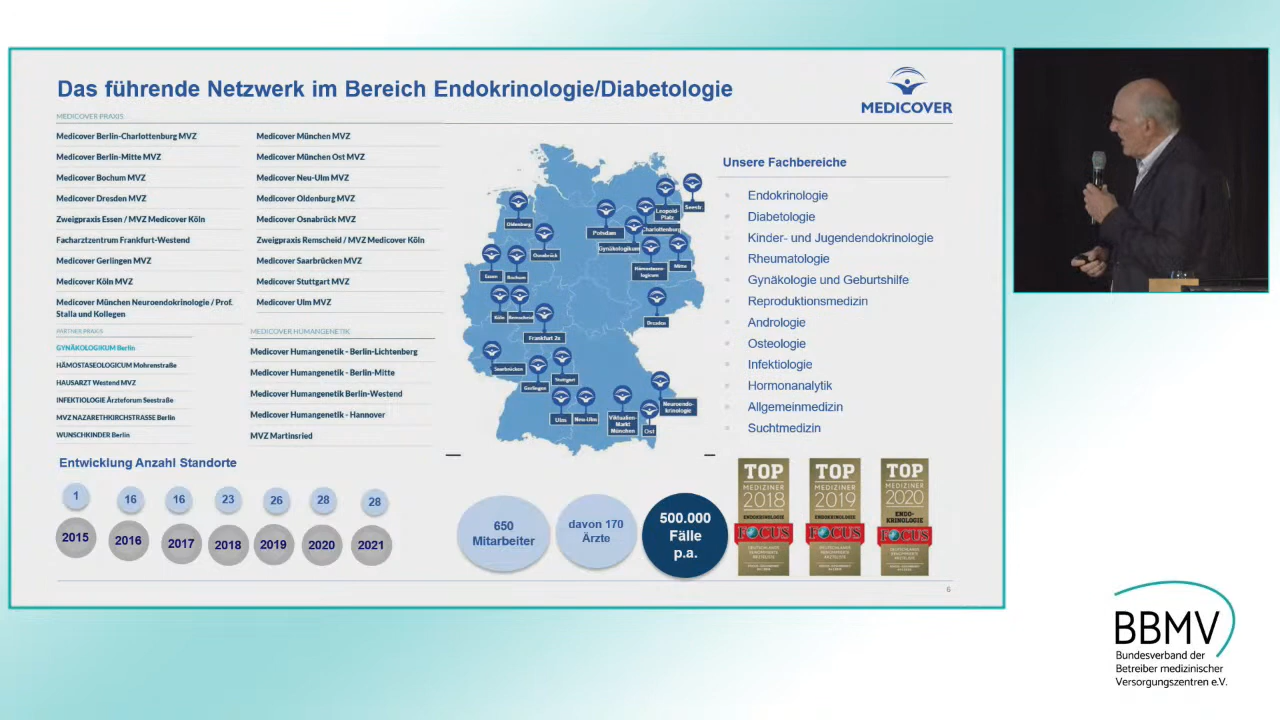 Das führende Netzwerk im Bereich Endokrinologie/Diabetologie
MEDICOVER
MEDICOVER PRAXIS
Medicover Berlin-Charlottenburg MVZ
Medicover Berlin-Mitte MVZ
Medicover Bochum MVZ
Medicover Dresden MVZ
Zweigpraxis Essen / MVZ Medicover Köln
Facharztzentrum Frankfurt-Westend
Medicover Gerlingen MVZ
Medicover Köln MVZ
Medicover München Neuroendokrinologie / Prof.
Stalla und Kollegen
Medicover München MVZ
Medicover München Ost MVZ
Medicover Neu-Ulm MVZ
Medicover Oldenburg MVZ
Medicover Osnabrück MVZ
Zweigpraxis Remscheid / MVZ Medicover Köln
Medicover Saarbrücken MVZ
Medicover Stuttgart MVZ
Medicover Ulm MVZ
PARTNERPRAXIS
GYNÄKOLOGIKUM Berlin
HÄMOSTASEOLOGICUM Mohrenstraße
HAUSARZT Westend MVZ
INFEKTIOLOGIE Ärzteforum Seestraße
MVZ NAZARETHKIRCHSTRASSE Berlin
WUNSCHKINDER Berlin
MEDICOVER HUMANGENETIK
Medicover Humangenetik - Berlin-Lichtenberg
Medicover Humangenetik - Berlin-Mitte
Medicover Humangenetik Berlin-Westend
Medicover Humangenetik - Hannover
MVZ Martinsried
Oldenburg
Osnabrück
Essen
Bochum
Köln
Remscheid
Frankfurt 2x
Saarbrücken
Gerlingen
Stuttgart
Ulm
Neu-Ulm
Viktualien-
Markt
München
Ost
Neuroendo-
krinologie
Dresden
Potsdam
Gynäkologikum
Charlottenburg
Leopold-
Platz
Seestr.
Mitte
Unsere Fachbereiche
Endokrinologie
Diabetologie
Kinder- und Jugendendokrinologie
Rheumatologie
Gynäkologie und Geburtshilfe
Reproduktionsmedizin
Andrologie
Osteologie
Infektiologie
Hormonanalytik
Allgemeinmedizin
Suchtmedizin
Entwicklung Anzahl Standorte
1 16 16 23 26 28 28
2015 2016 2017 2018 2019 2020 2021
650
Mitarbeiter
davon 170
Ärzte
500.000
Fälle
p.a.
TOP
MEDIZINER
2018
ENDOKRINOLOGIE
FOCUS
TOP
MEDIZINER
2019
ENDOKRINOLOGIE
FOCUS
TOP
MEDIZINER
2020
ENDO-
KRINOLOGIE
FOCUS
6
BBMV
Bundesverband der
Betreiber medizinischer
Versorgungszentren e.V.